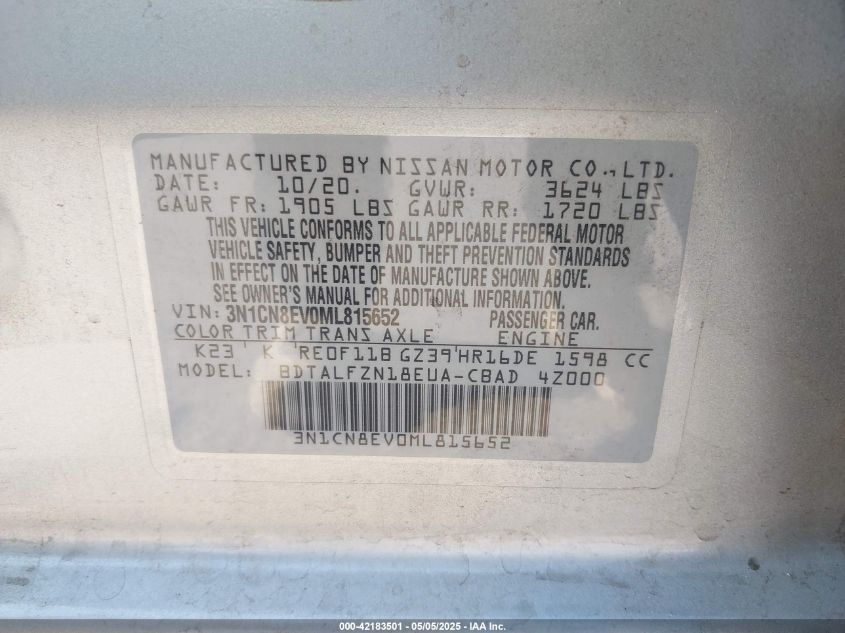 MANUFACTURED BY NISSAN MOTOR CO., LTD.
DATE: 10/20. GVWR: 3624 LBS
GAWR FR: 1905 LBS GAWR RR: 1720 LBS
THIS VEHICLE CONFORMS TO ALL APPLICABLE FEDERAL MOTOR
VEHICLE SAFETY, BUMPER AND THEFT PREVENTION STANDARDS
IN EFFECT ON THE DATE OF MANUFACTURE SHOWN ABOVE.
SEE OWNER'S MANUAL FOR ADDITIONAL INFORMATION
VIN: 3N1CN8EV0ML815652 PASSENGER CAR.
COLOR TRIM TRANS AXLE ENGINE
K23 K RE0F11B GZ39 HR16DE 1598 CC
MODEL: BDTALFZN18EUA-CBAD 4Z000
3N1CN8EV0ML815652
000-42183501 - 05/05/2025 - IAA Inc.